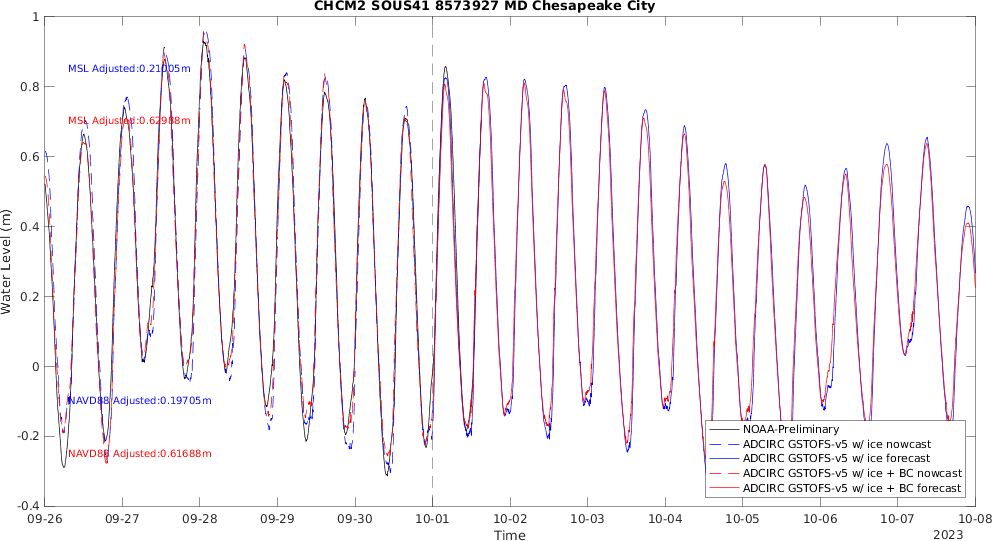 CHCM2 SOUS41 8573927 MD Chesapeake City
Water Level (m)
1
0.8
0.6
0.4
0.2
0
-0.2
-0.4
MSL Adjusted:0.21005m
MSL Adjusted:0.62988m
NAVD88 Adjusted:0.19705m
NAVD88 Adjusted:0.61688m
NOAA-Preliminary
ADCIRC GSTOFS-v5 w/ ice nowcast
ADCIRC GSTOFS-v5 w/ ice forecast
ADCIRC GSTOFS-v5 w/ ice + BC nowcast
ADCIRC GSTOFS-v5 w/ ice + BC forecast
09-26 09-27 09-28 09-29 09-30 10-01 10-02 10-03 10-04 10-05 10-06 10-07 10-08
Time
2023